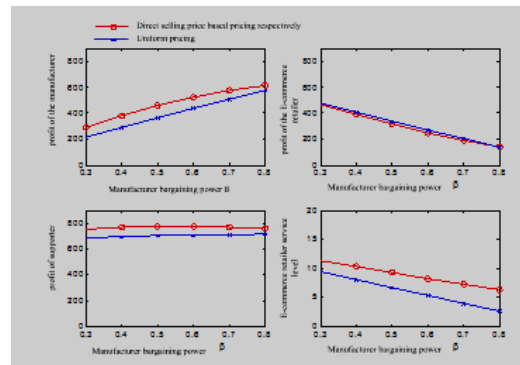 Direct selling price based pricing respectively
Uniform pricing
profit of the manufacturer
800
600
400
200
0
0.3 0.4 0.5 0.6 0.7 0.8
Manufacturer bargaining power B
profit of the E-commerce
retailer
800
600
400
200
0
0.3 0.4 0.5 0.6 0.7 0.8
Manufacturer bargaining power β
profit of supporter
800
600
400
200
0
0.3 0.4 0.5 0.6 0.7 0.8
Manufacturer bargaining power β
E-commerce retailer service
level
20
15
10
5
0
0.3 0.4 0.5 0.6 0.7 0.8
Manufacturer bargaining power β